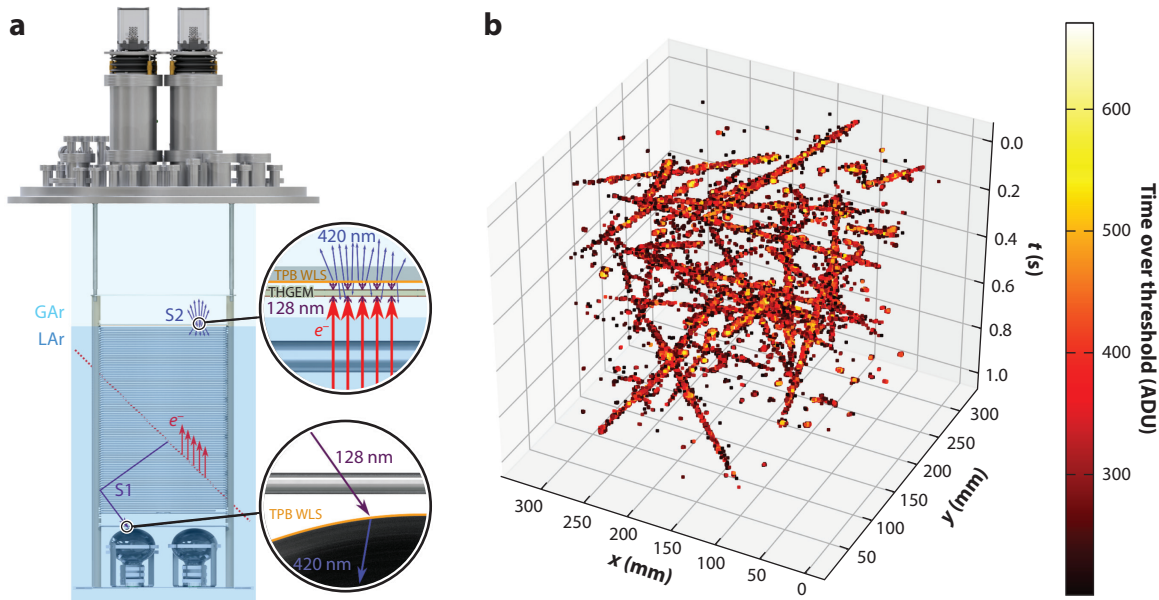 a
GAr
LAr
S2
e–
S1
420 nm
TPB WLS
THGEM
128 nm
e–
128 nm
TPB WLS
420 nm
b
0.0
0.2
0.4
0.6
0.8
1.0
t (s)
300
250
200
150
100
50
y (mm)
300
250
200
150
100
50
0
x (mm)
600
500
400
300
Time over threshold (ADU)